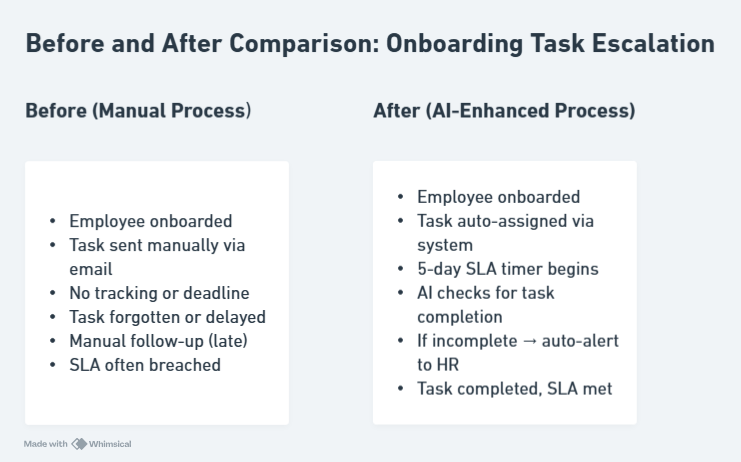 Before and After Comparison: Onboarding Task Escalation
Before (Manual Process)
• Employee onboarded
• Task sent manually via
email
• No tracking or deadline
• Task forgotten or delayed
• Manual follow-up (late)
• SLA often breached
After (AI-Enhanced Process)
• Employee onboarded
• Task auto-assigned via
system
• 5-day SLA timer begins
• AI checks for task
completion
• If incomplete → auto-alert
to HR
• Task completed, SLA met
Made with Whimsical